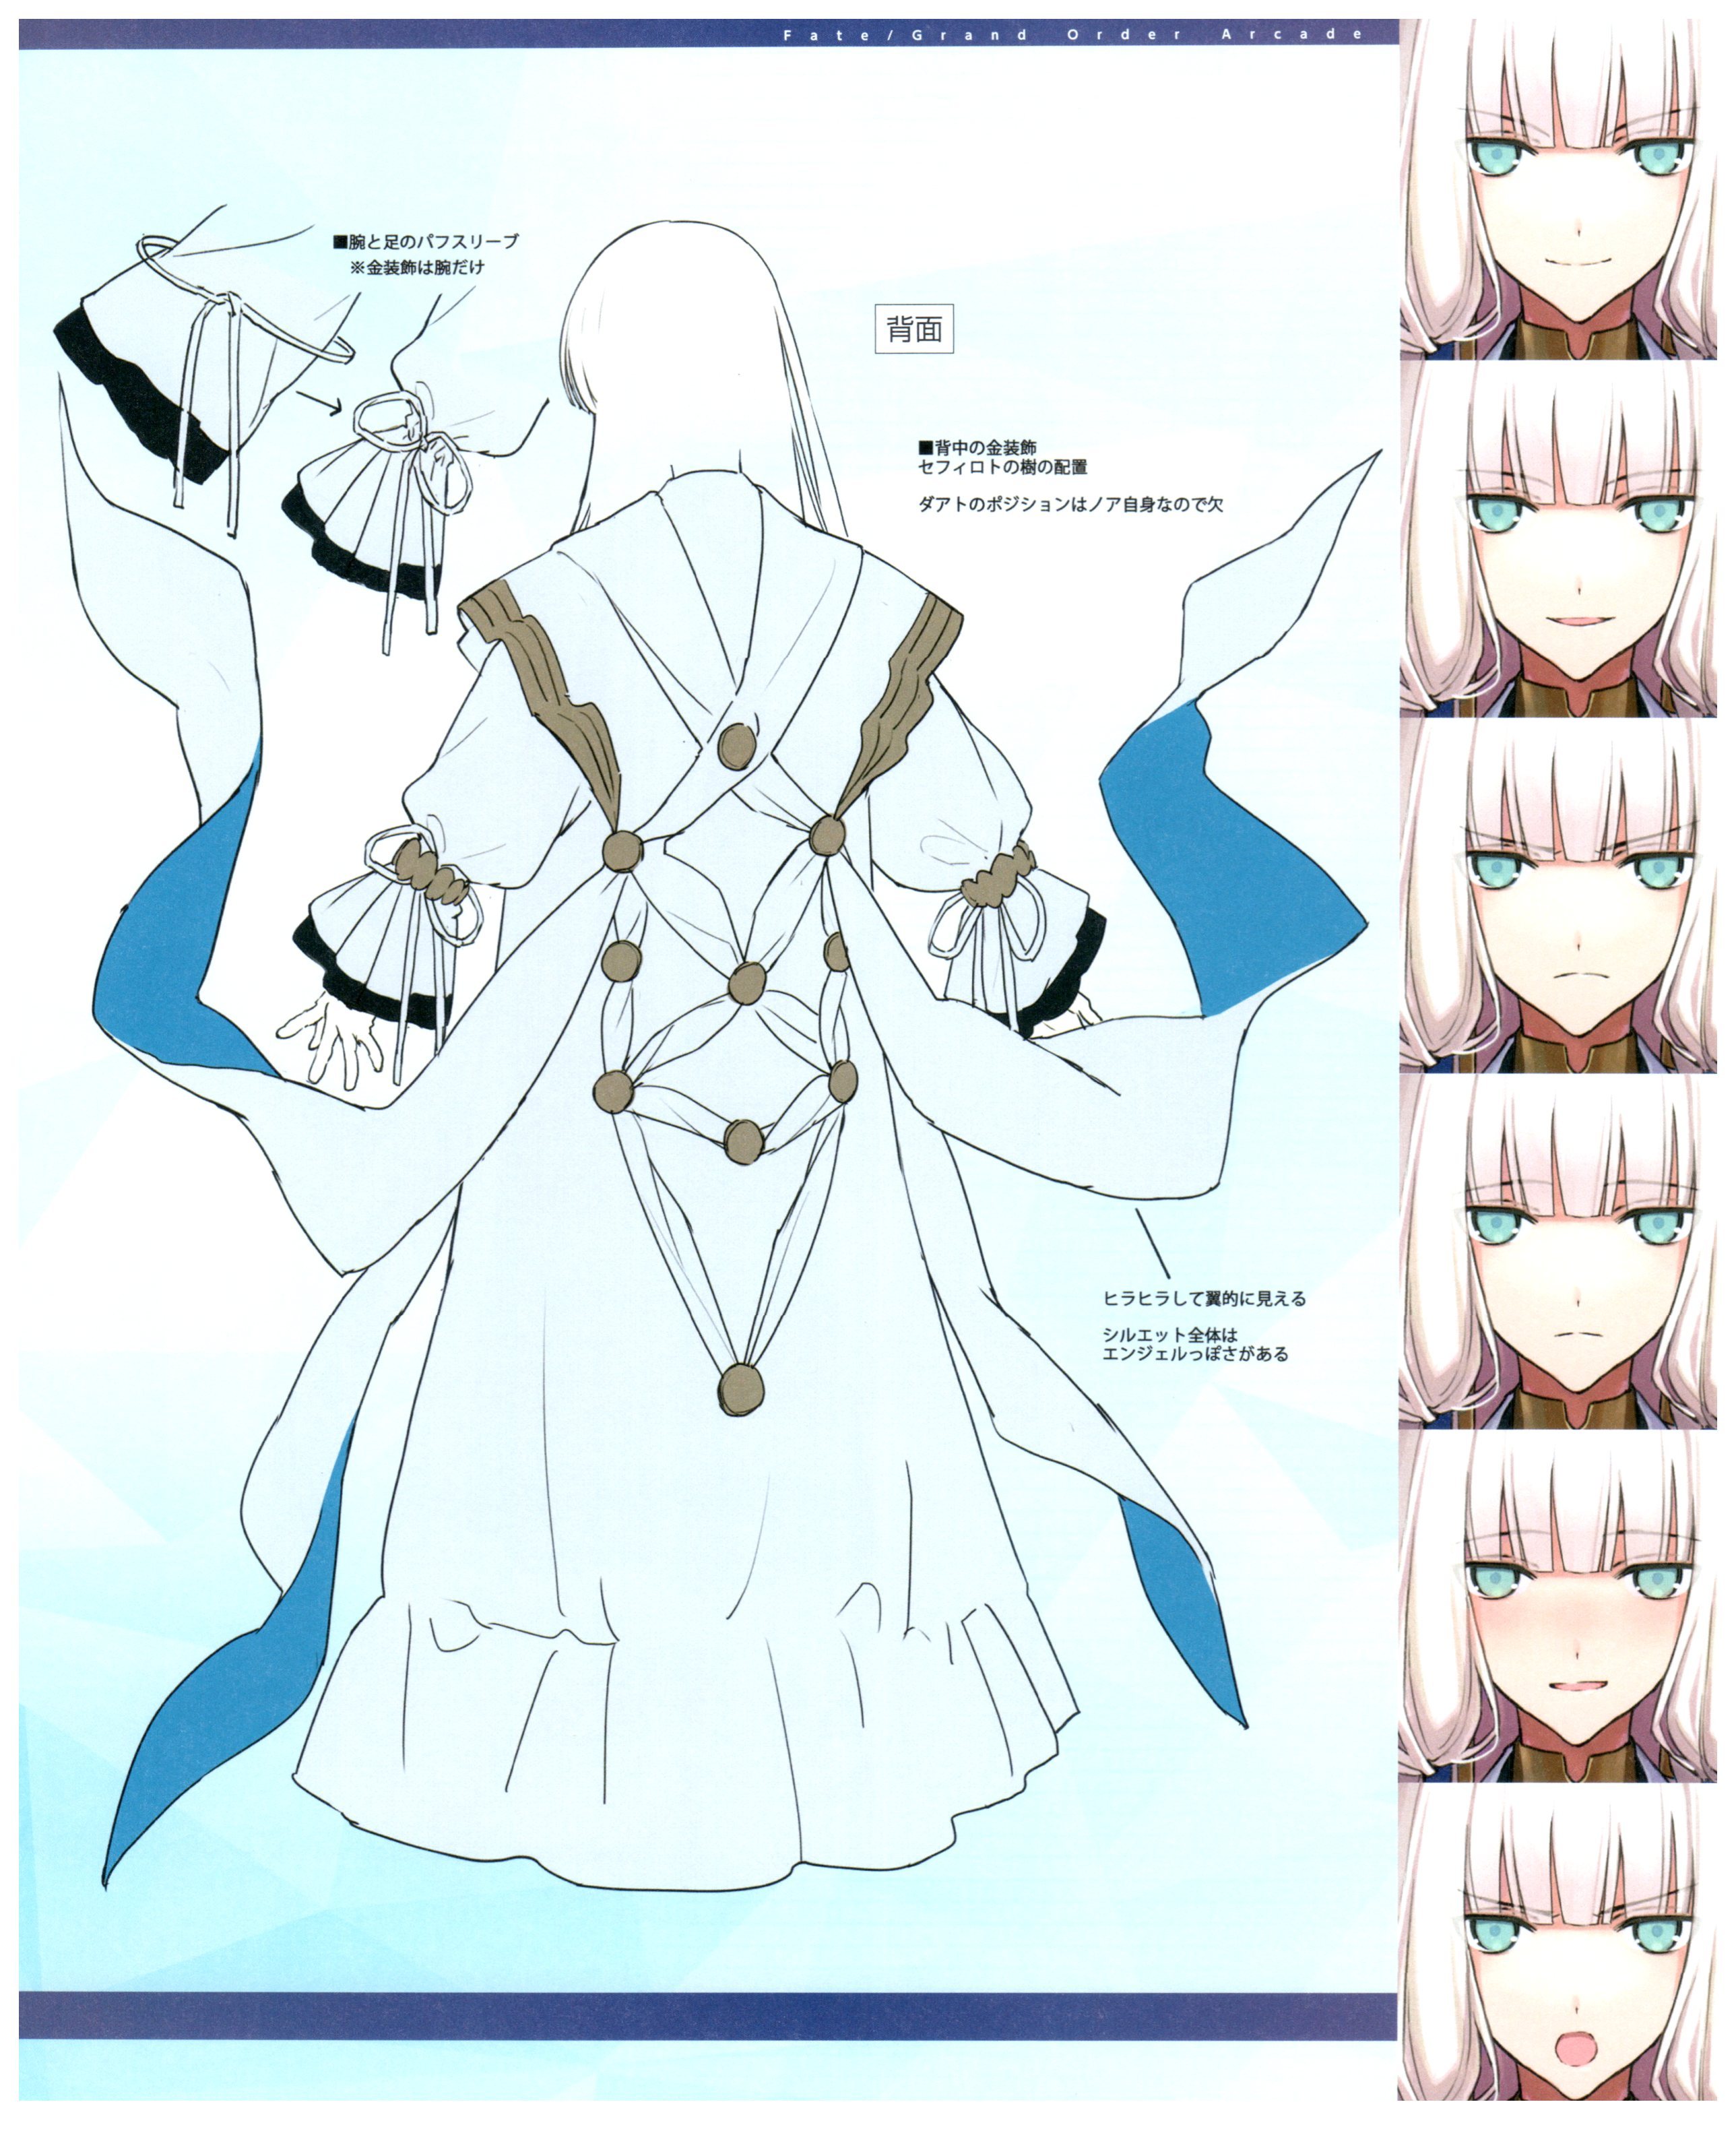 Fate/Grand Order Arcade
■腕と足のパフスリーブ
※金装飾は腕だけ
背面
■背中の金装飾
セフィロトの樹の配置
ダアトのポジションはノア自身なので欠
ヒラヒラして翼的に見える
シルエット全体は
エンジェルっぽさがある